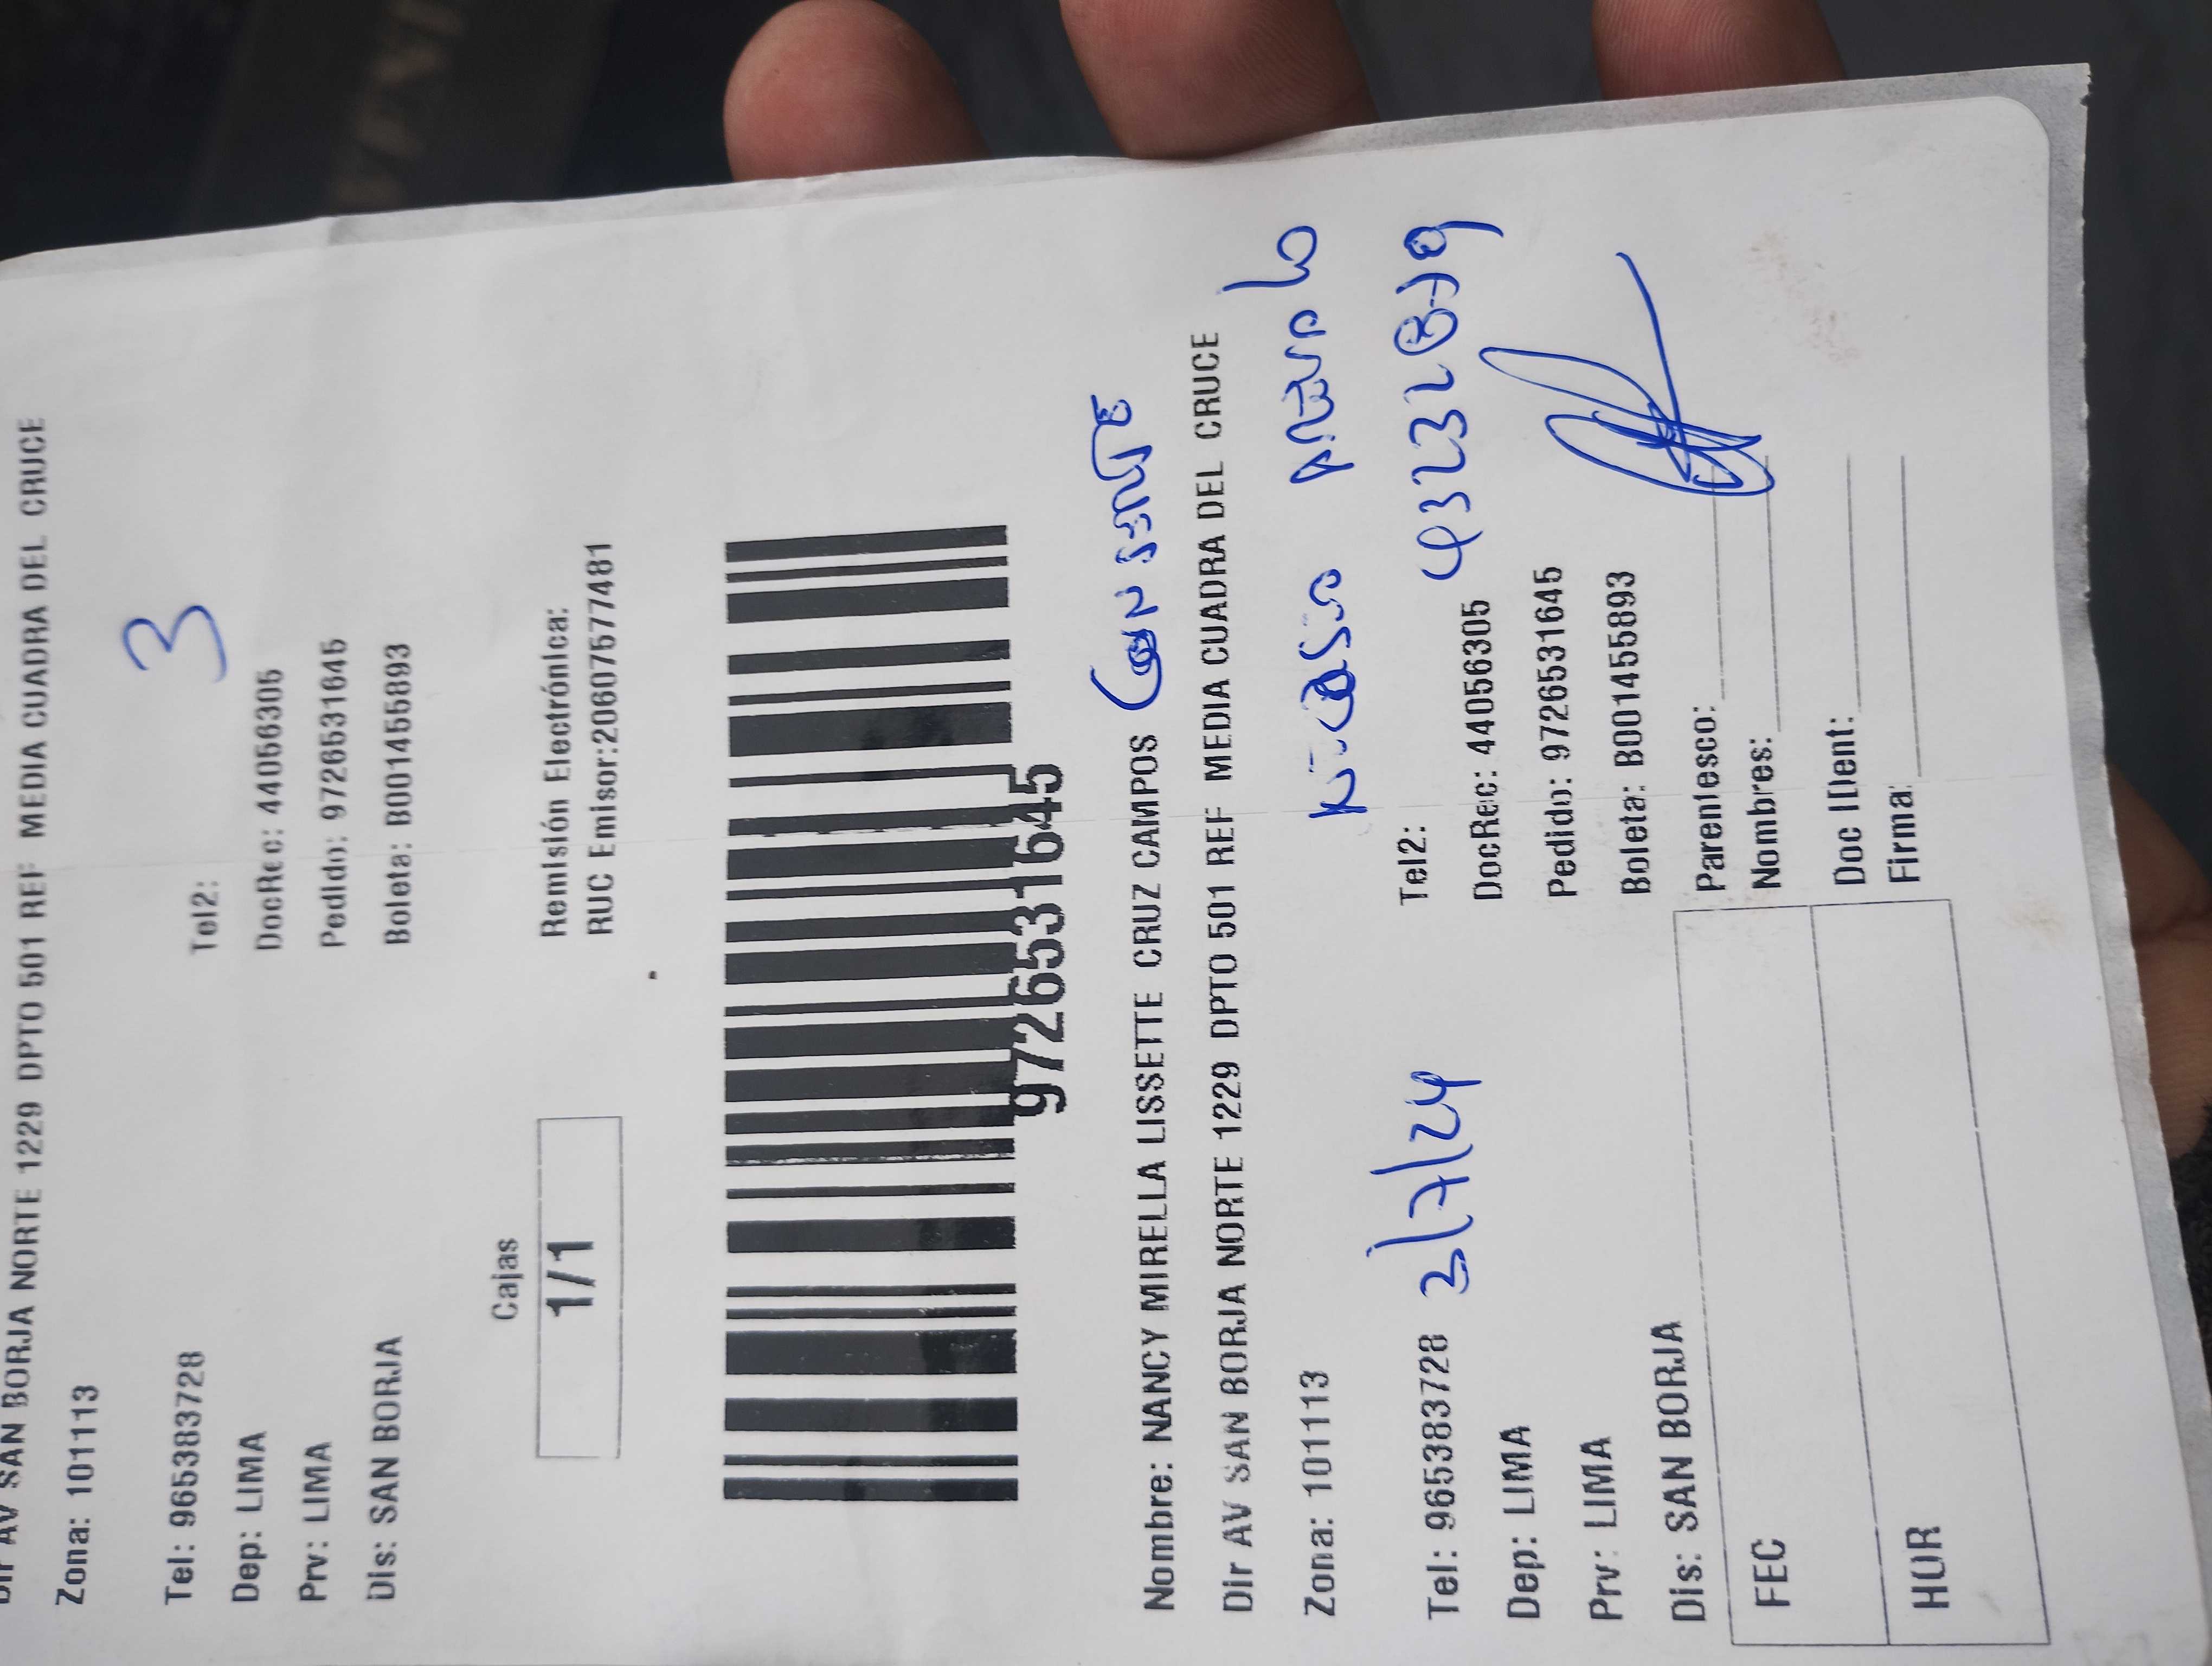 Dir AV SAN BORJA NORTE 1229 DPTO 501 REF MEDIA CUADRA DEL CRUCE
Zona: 101113
3
Tel: 965383728 Tel2:
Dep: LIMA DocRec: 44056305
Prv: LIMA Pedido: 9726531645
Dis: SAN BORJA Boleta: B001455893
Cajas
1/1
Remisión Electrónica:
RUC Emisor:20607577481
9726531645
Nombre: NANCY MIRELLA LISSETTE CRUZ CAMPOS
Dir AV SAN BORJA NORTE 1229 DPTO 501 REF MEDIA CUADRA DEL CRUCE
Zona: 101113
Tel: 965383728 2/7/24 Tel2:
Dep: LIMA DocRec: 44056305
Prv: LIMA Pedido: 9726531645
Dis: SAN BORJA Boleta: B001455893
FEC
HOR
Parentesco:
Nombres:
Doc IDent:
Firma: